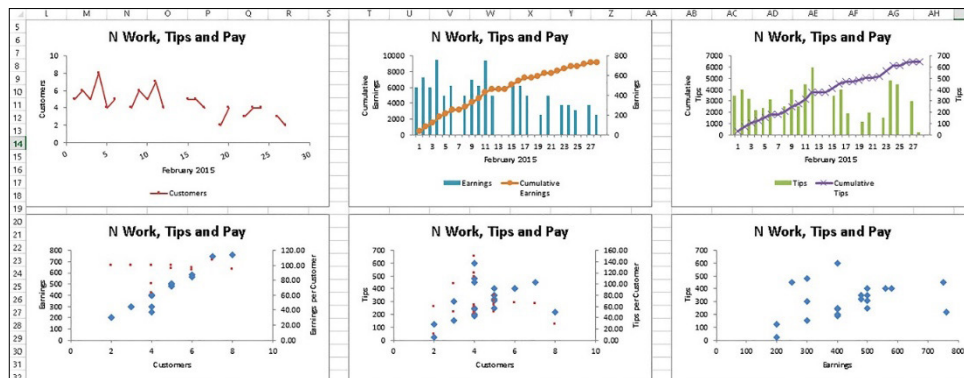 L M N O P Q R S T U V W X Y Z AA AB AC AD AE AF AG AH
5
6
7
8
9
10
11
12
13
14
15
16
17
18
19
20
21
22
23
24
25
26
27
28
29
30
31
32
N Work, Tips and Pay
Customers
10
8
6
4
2
0
0 5 10 15 20 25 30
February 2015
Customers
N Work, Tips and Pay
Cumulative
Earnings
10000
9000
8000
7000
6000
5000
4000
3000
2000
1000
0
800
600
400
200
0
Earnings
1 3 5 7 9 11 13 15 17 19 21 23 25 27
February 2015
Earnings
Cumulative
Earnings
N Work, Tips and Pay
Cumulative
Tips
7000
6000
5000
4000
3000
2000
1000
0
700
600
500
400
300
200
100
0
Tips
1 3 5 7 9 11 13 15 17 19 21 23 25 27
February 2015
Tips
Cumulative
Tips
N Work, Tips and Pay
Earnings
800
700
600
500
400
300
200
100
0
120.00
100.00
80.00
60.00
40.00
20.00
0.00
Earnings per Customer
0 2 4 6 8 10
Customers
N Work, Tips and Pay
Tips
700
600
500
400
300
200
100
0
160.00
140.00
120.00
100.00
80.00
60.00
40.00
20.00
0.00
Tips per Customer
0 2 4 6 8 10
Customers
N Work, Tips and Pay
Tips
700
600
500
400
300
200
100
0
0 100 200 300 400 500 600 700 800
Earnings